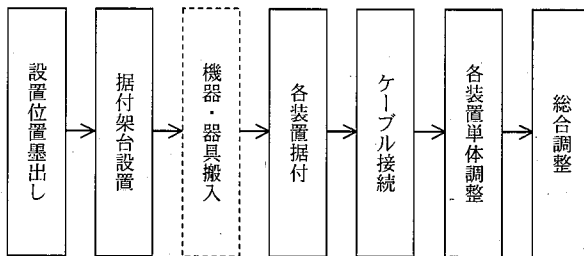 設置位置墨出し
据付架台設置
機器・器具搬入
各装置据付
ケーブル接続
各装置単体調整
総合調整